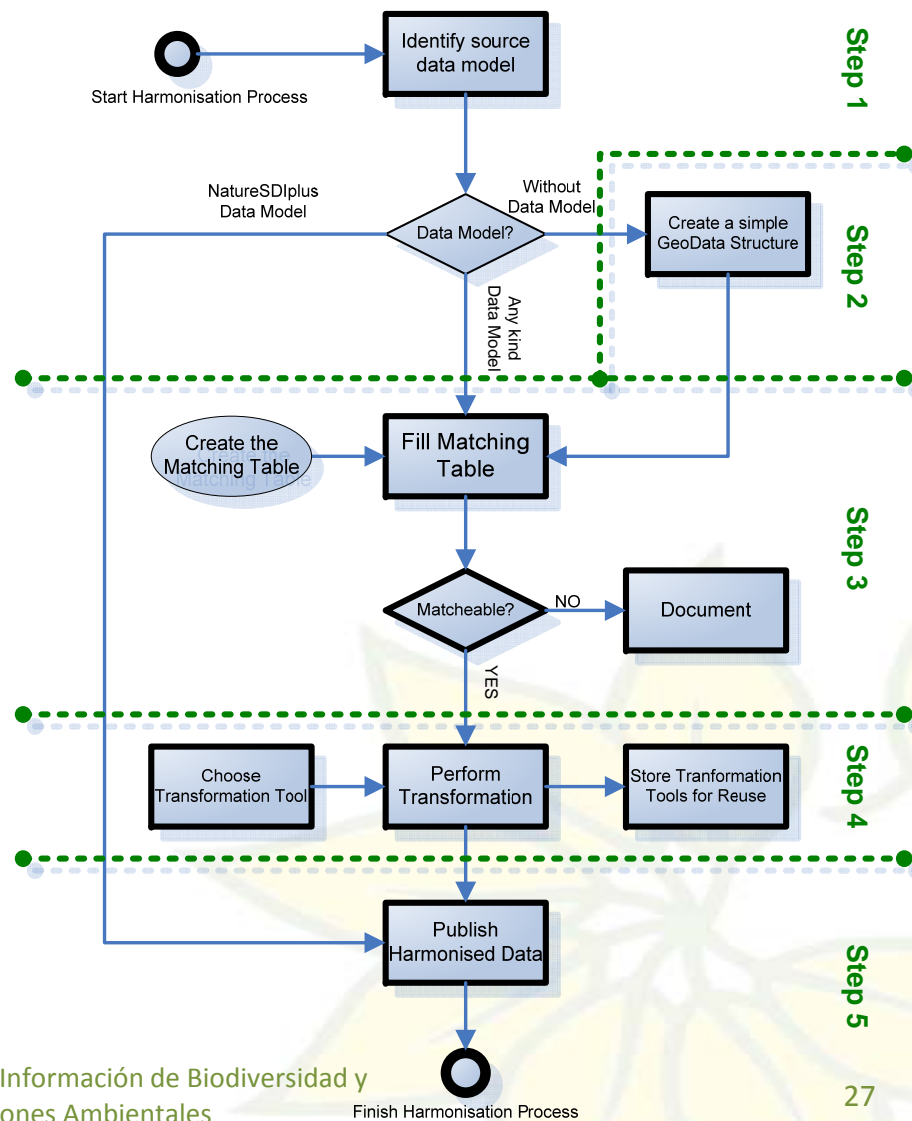 Identify source
data model
Start Harmonisation Process
Step 1
NatureSDIplus
Data Model
Without
Data Model
Data Model?
Create a simple
GeoData Structure
Step 2
Any kind
Data Model
Create the
Matching Table
Fill Matching
Table
Step 3
Matcheable?
NO
Document
YES
Choose
Transformation Tool
Perform
Transformation
Store Tranformation
Tools for Reuse
Step 4
Publish
Harmonised Data
Step 5
Información de Biodiversidad y
ones Ambientales
Finish Harmonisation Process
27